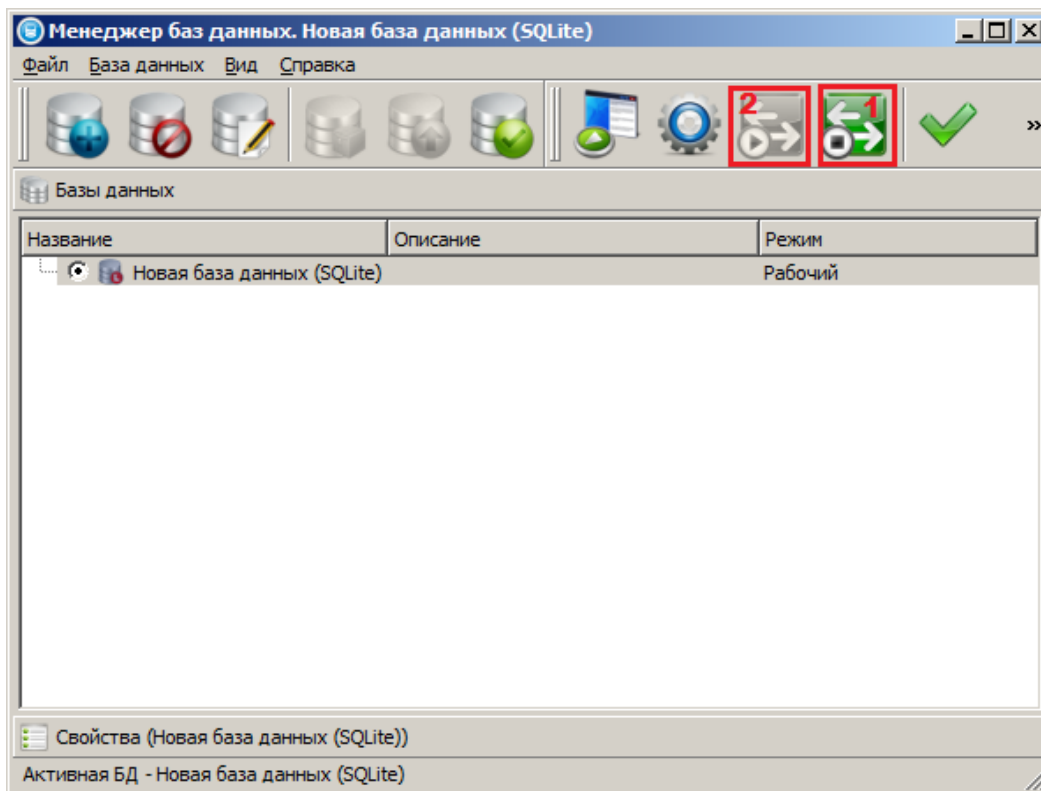 Менеджер баз данных. Новая база данных (SQLite)
Файл База данных Вид Справка
2 1
»
Базы данных
Название Описание Режим
Новая база данных (SQLite) Рабочий
Свойства (Новая база данных (SQLite))
Активная БД - Новая база данных (SQLite)